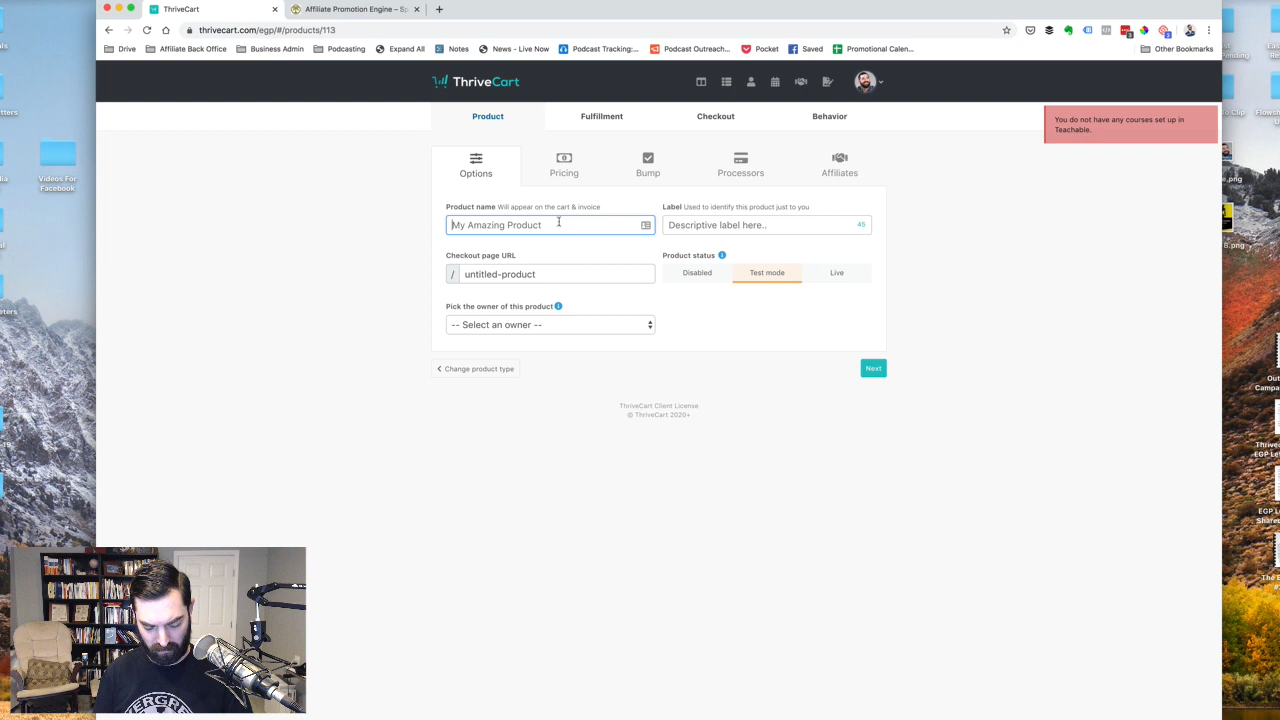 ThriveCart
Affiliate Promotion Engine – Sp
thrivecart.com/egp/#/products/113
Drive
Affiliate Back Office
Business Admin
Podcasting
Expand All
Notes
News - Live Now
Podcast Tracking:...
Podcast Outreach...
Pocket
Saved
Promotional Calen...
Other Bookmarks
ThriveCart
Product
Fulfillment
Checkout
Behavior
You do not have any courses set up in
Teachable.
Options
Pricing
Bump
Processors
Affiliates
Product name Will appear on the cart & invoice
Label Used to identify this product just to you
My Amazing Product
Descriptive label here..
45
Checkout page URL
Product status
/ untitled-product
Disabled
Test mode
Live
Pick the owner of this product
-- Select an owner --
Change product type
Next
ThriveCart Client License
© ThriveCart 2020+
Videos For
Facebook